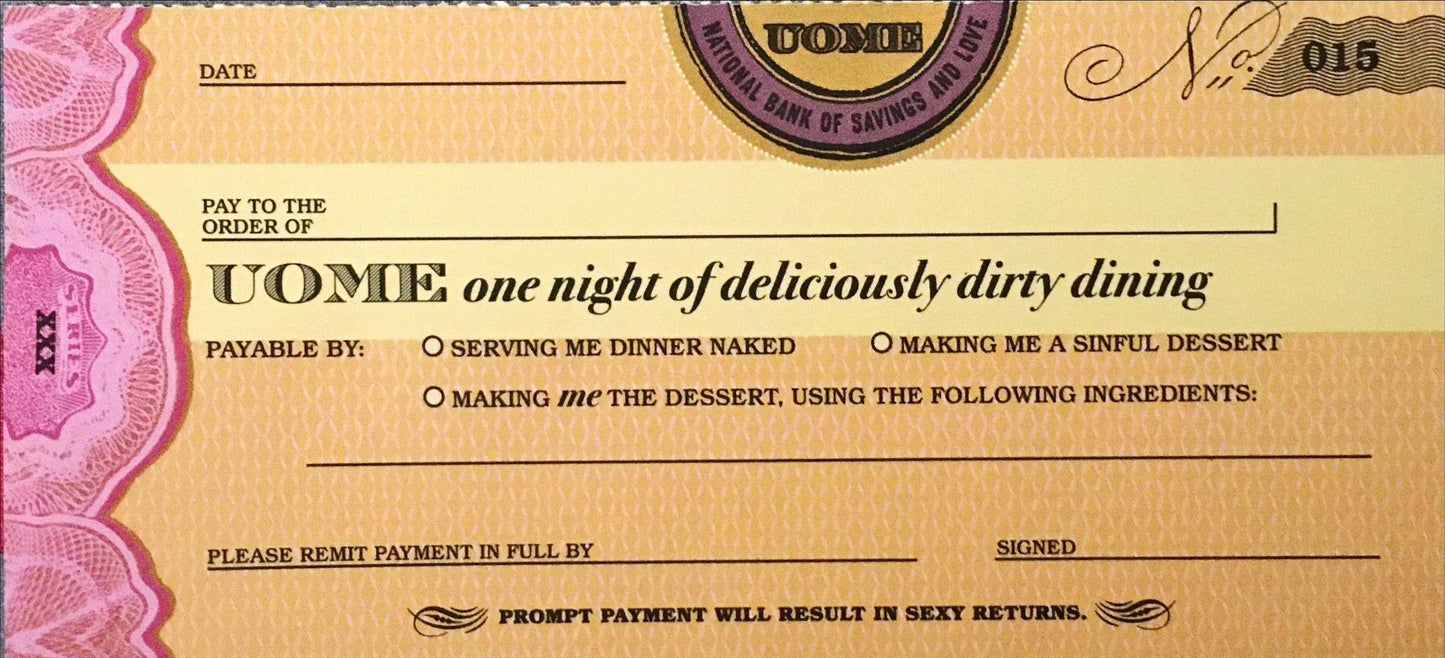 UOME
NATIONAL BANK OF SAVINGS AND LOVE
No. 015
DATE
PAY TO THE
ORDER OF
UOME one night of deliciously dirty dining
PAYABLE BY: SERVING ME DINNER NAKED MAKING ME A SINFUL DESSERT
MAKING me THE DESSERT, USING THE FOLLOWING INGREDIENTS:
SERIES
XXX
PLEASE REMIT PAYMENT IN FULL BY SIGNED
PROMPT PAYMENT WILL RESULT IN SEXY RETURNS.